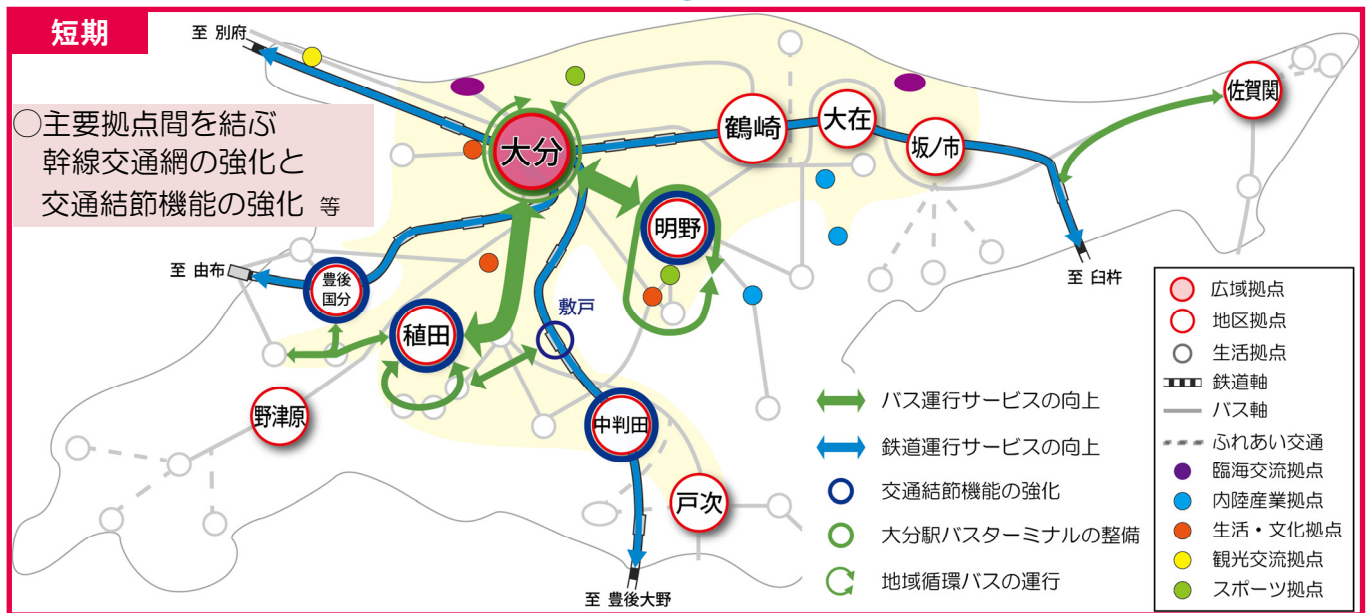 短期
至 別府
○主要拠点間を結ぶ
幹線交通網の強化と
交通結節機能の強化 等
大分
鶴崎
大在
坂ノ市
佐賀関
明野
至 由布
豊後
国分
稙田
敷戸
至 臼杵
野津原
中判田
戸次
至 豊後大野
バス運行サービスの向上
鉄道運行サービスの向上
交通結節機能の強化
大分駅バスターミナルの整備
地域循環バスの運行
広域拠点
地区拠点
生活拠点
鉄道軸
バス軸
ふれあい交通
臨海交流拠点
内陸産業拠点
生活・文化拠点
観光交流拠点
スポーツ拠点